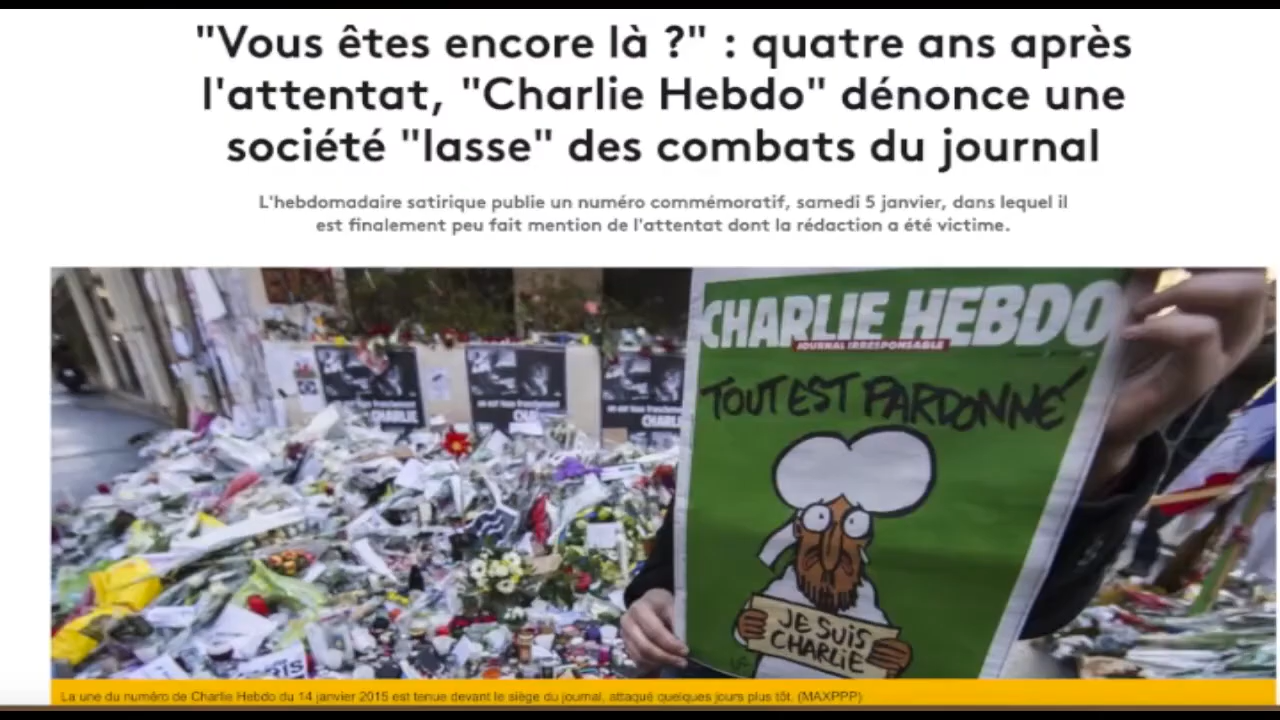 "Vous êtes encore là ?" : quatre ans après
l'attentat, "Charlie Hebdo" dénonce une
société "lasse" des combats du journal
L'hebdomadaire satirique publie un numéro commémoratif, samedi 5 janvier, dans lequel il
est finalement peu fait mention de l'attentat dont la rédaction a été victime.
CHARLIE HEBDO
JOURNAL IRRESPONSABLE
TOUT EST PARDONNÉ
JE SUIS
CHARLIE
CHARLIE
CHARLIE
La une du numéro de Charlie Hebdo du 14 janvier 2015 est tenue devant le siège du journal, attaqué quelques jours plus tôt. (MAXPPP)